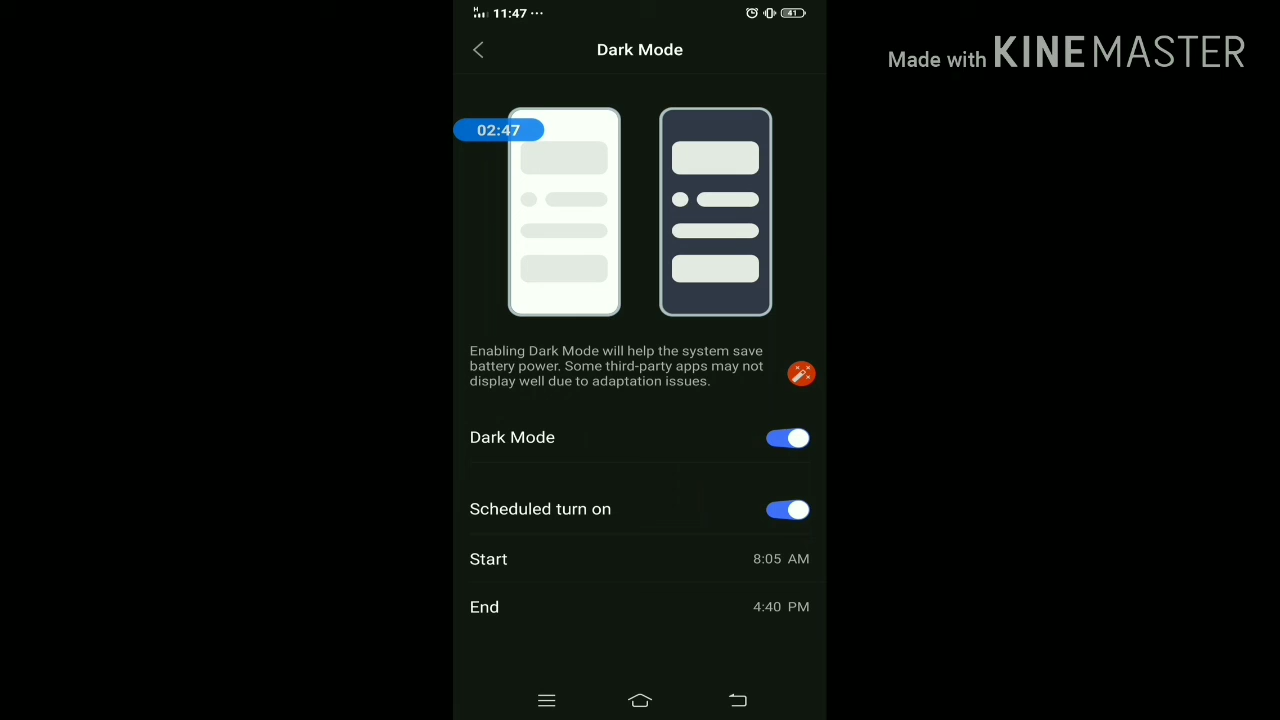 H 11:47 ... 41
Made with KINEMASTER
Dark Mode
02:47
Enabling Dark Mode will help the system save
battery power. Some third-party apps may not
display well due to adaptation issues.
Dark Mode
Scheduled turn on
Start 8:05 AM
End 4:40 PM